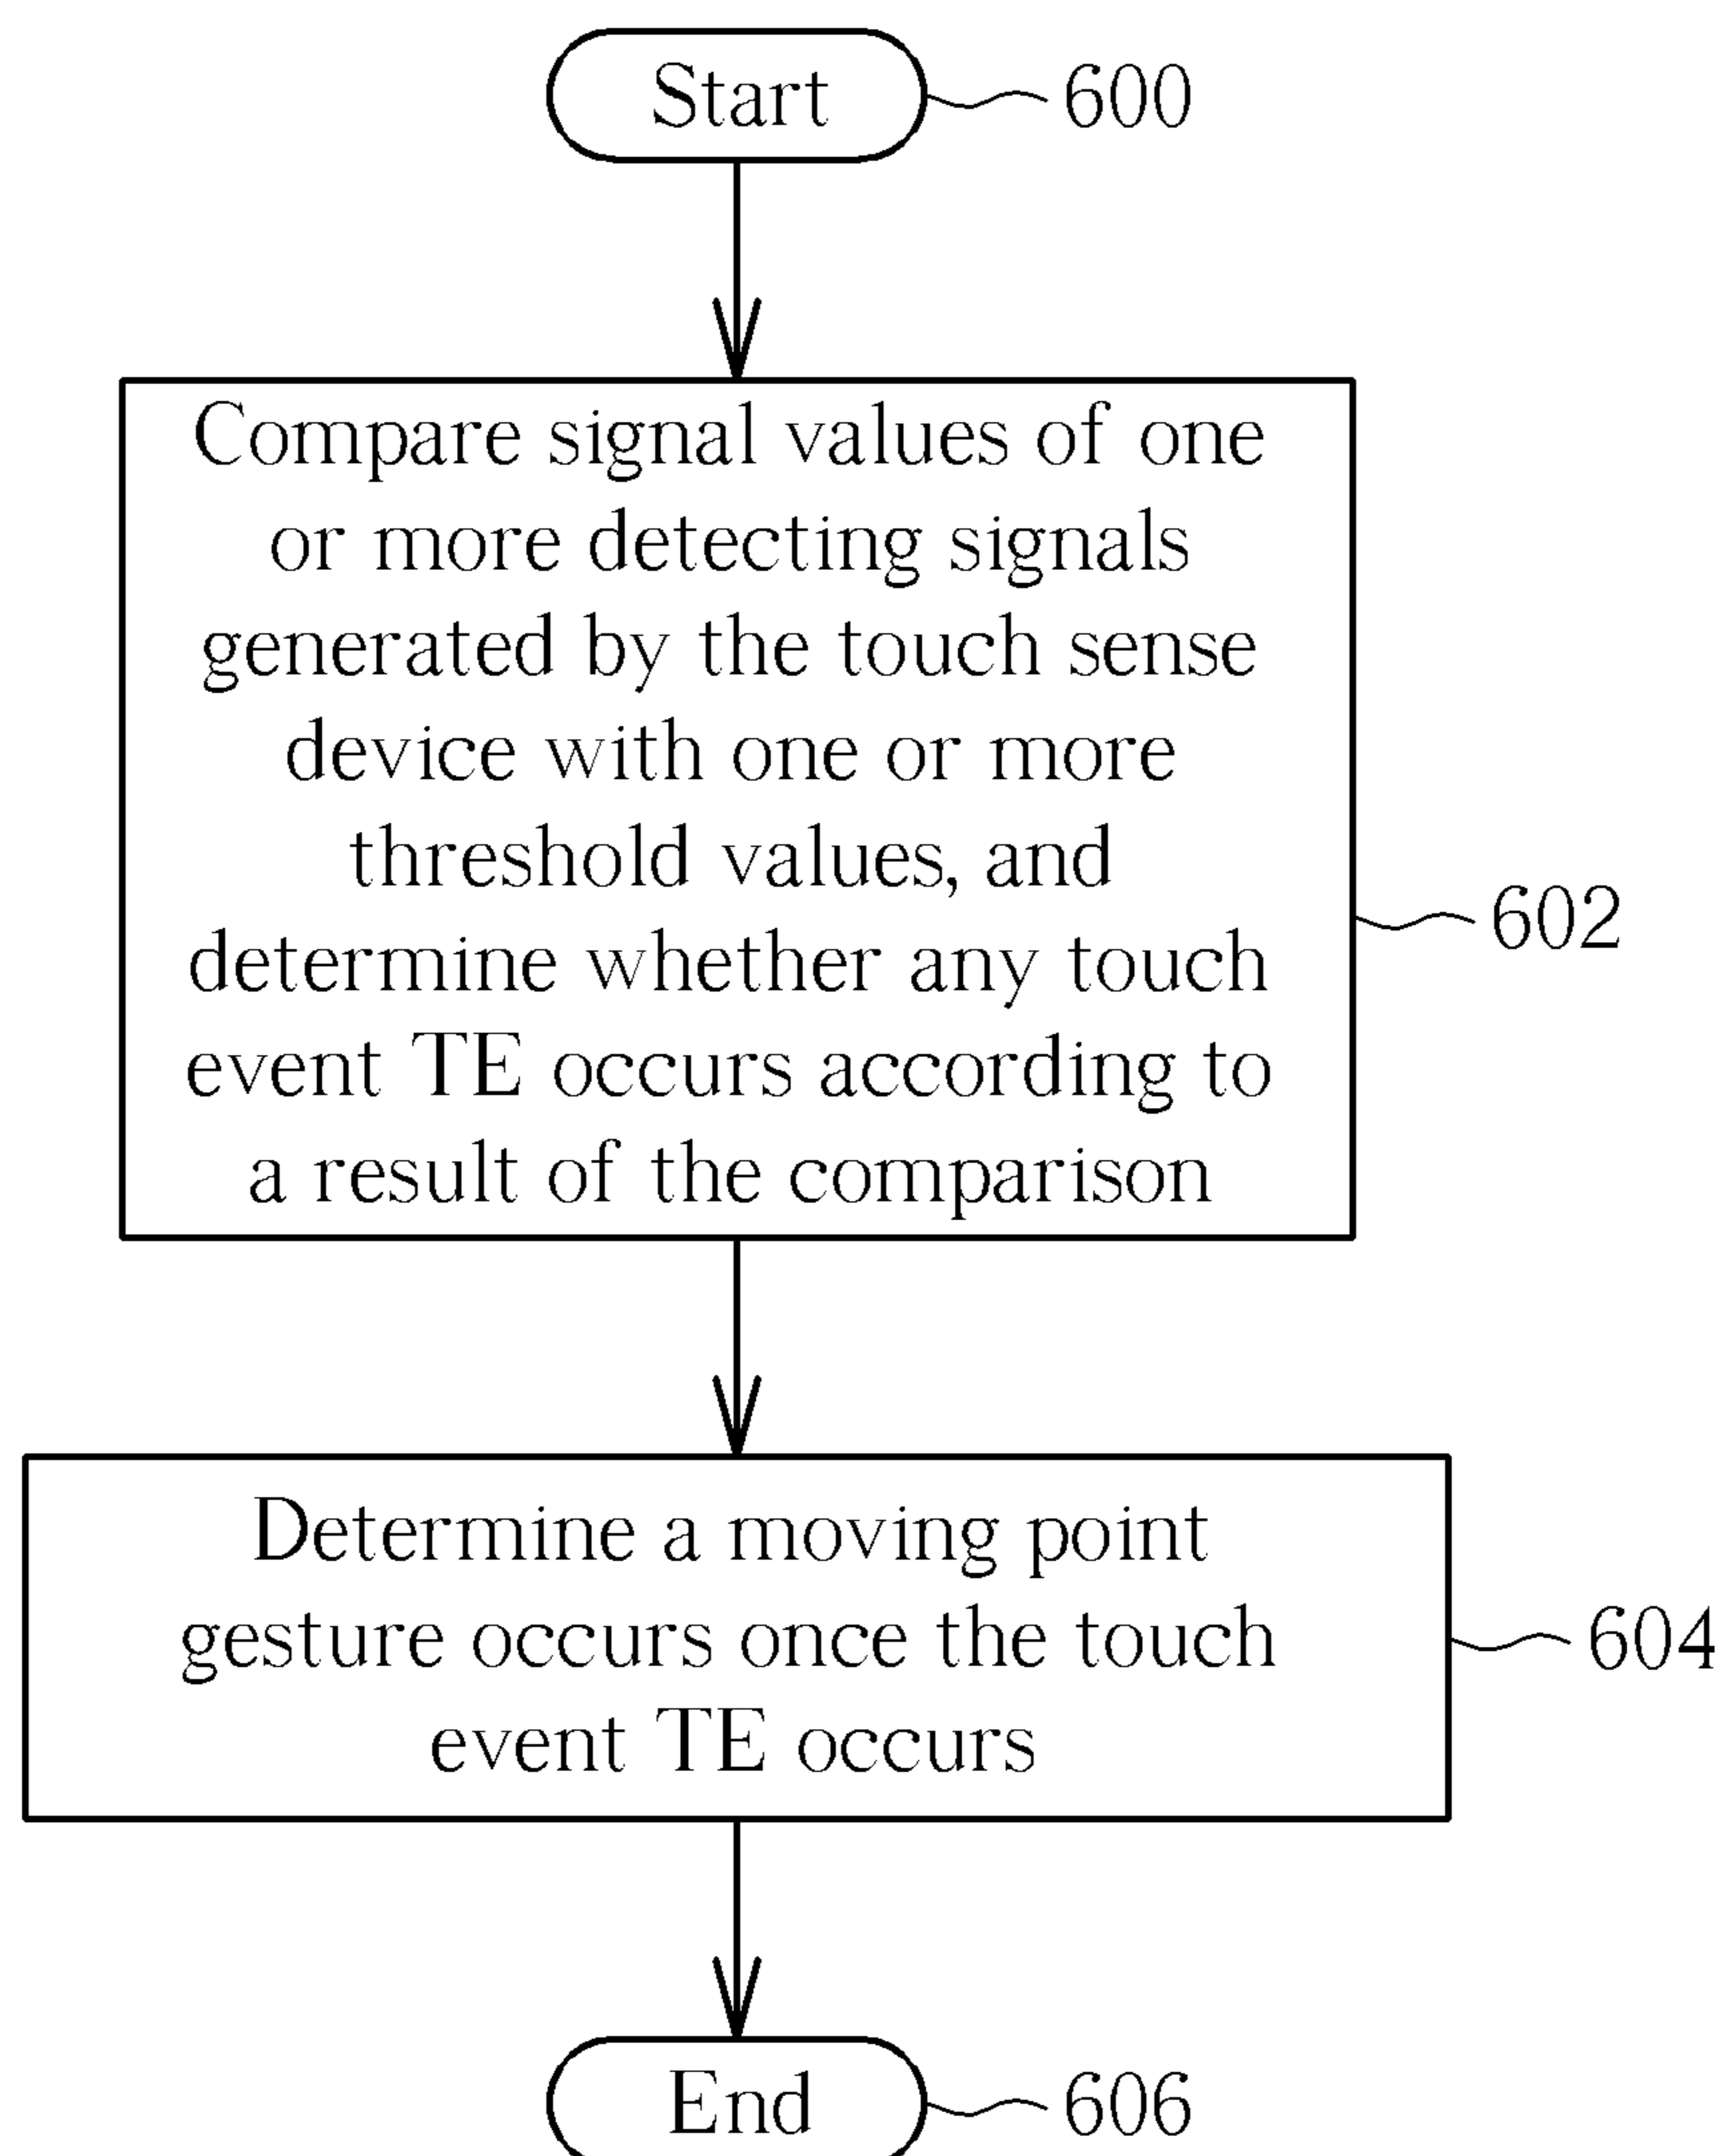 Start
600
Compare signal values of one
or more detecting signals
generated by the touch sense
device with one or more
threshold values, and
determine whether any touch
event TE occurs according to
a result of the comparison
602
Determine a moving point
gesture occurs once the touch
event TE occurs
604
End
606